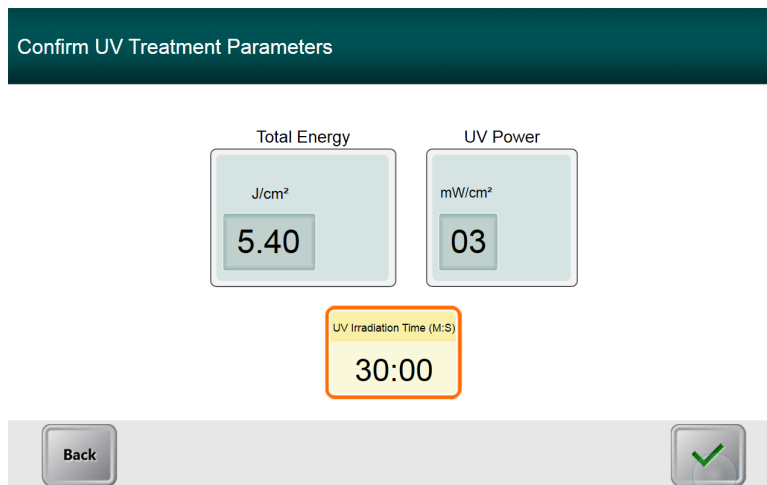 Confirm UV Treatment Parameters
Total Energy
UV Power
J/cm²
mW/cm²
5.40
03
UV Irradiation Time (M:S)
30:00
Back